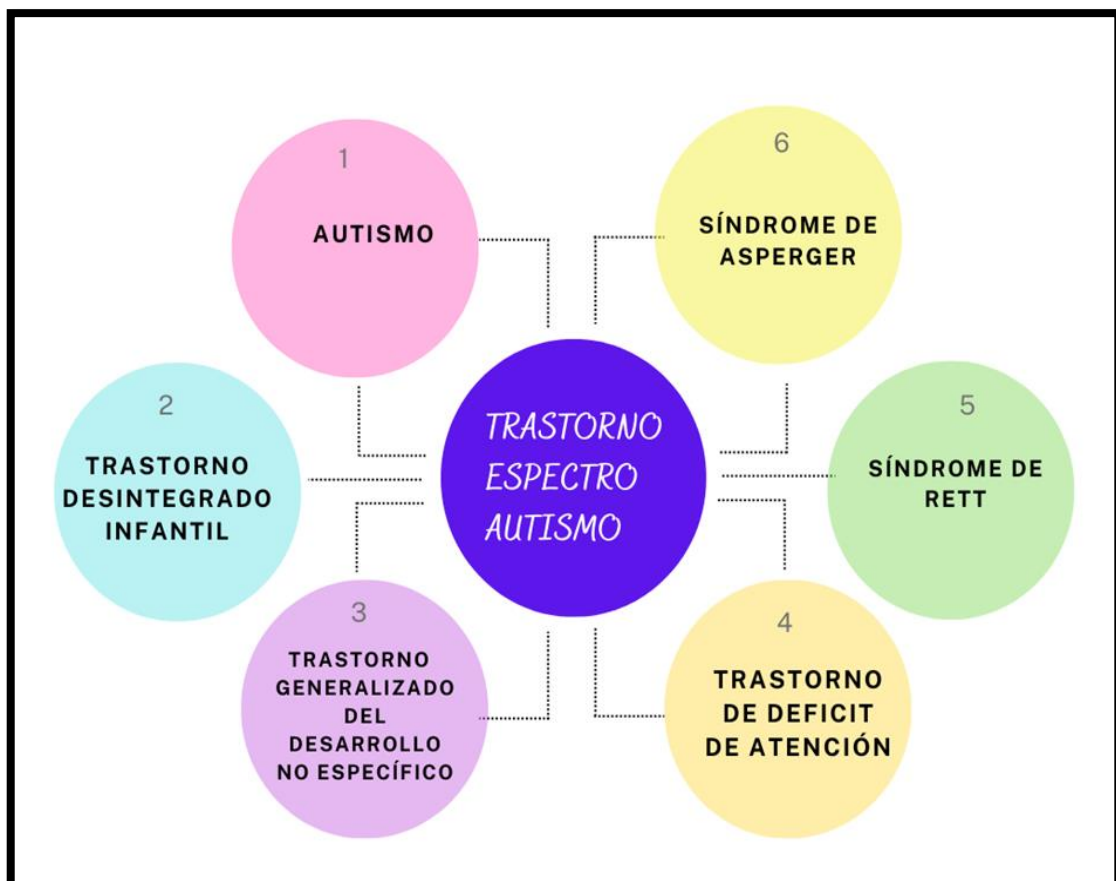 1
AUTISMO
2
TRASTORNO
DESINTEGRADO
INFANTIL
3
TRASTORNO
GENERALIZADO
DEL
DESARROLLO
NO ESPECÍFICO
TRASTORNO
ESPECTRO
AUTISMO
4
TRASTORNO
DE DEFICIT
DE ATENCIÓN
5
SÍNDROME DE
RETT
6
SÍNDROME DE
ASPERGER